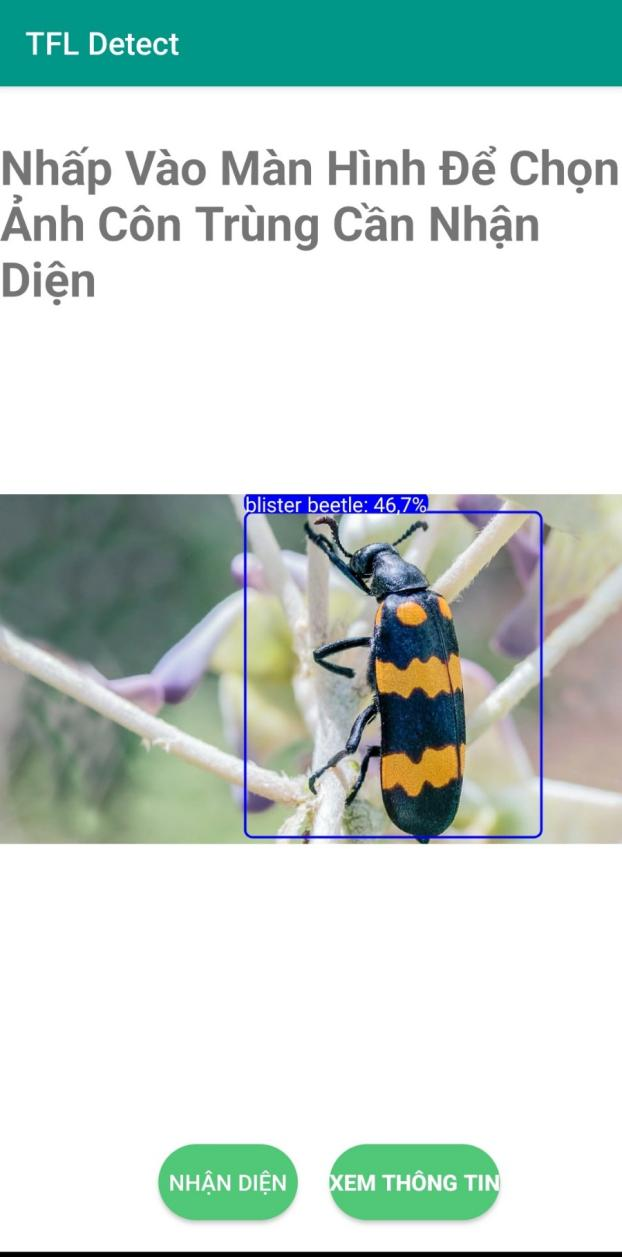 TFL Detect
Nhấp Vào Màn Hình Để Chọn
Ảnh Côn Trùng Cần Nhận
Diện
blister beetle: 46,7%
NHẬN DIỆN
XEM THÔNG TIN